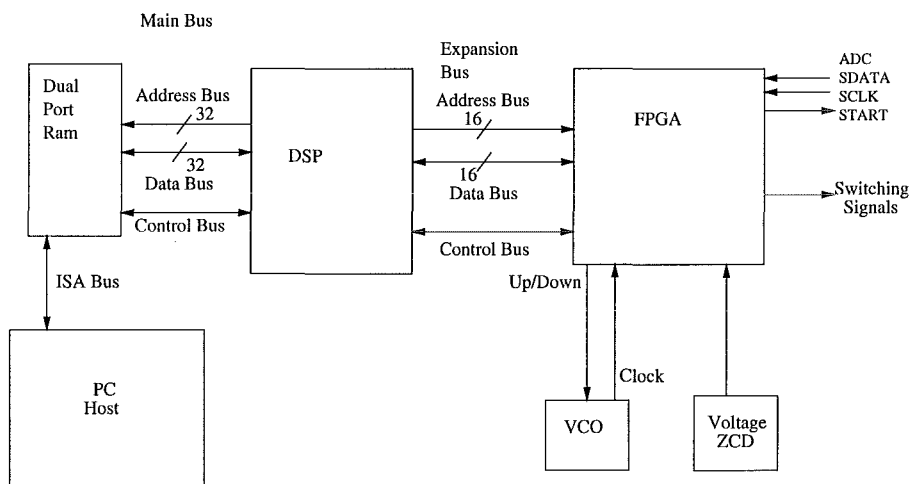 Main Bus
Dual
Port
Ram
Address Bus
32
32
Data Bus
Control Bus
ISA Bus
PC
Host
DSP
Expansion
Bus
Address Bus
16
16
Data Bus
Control Bus
FPGA
ADC
SDATA
SCLK
START
Switching
Signals
Up/Down
Clock
VCO
Voltage
ZCD